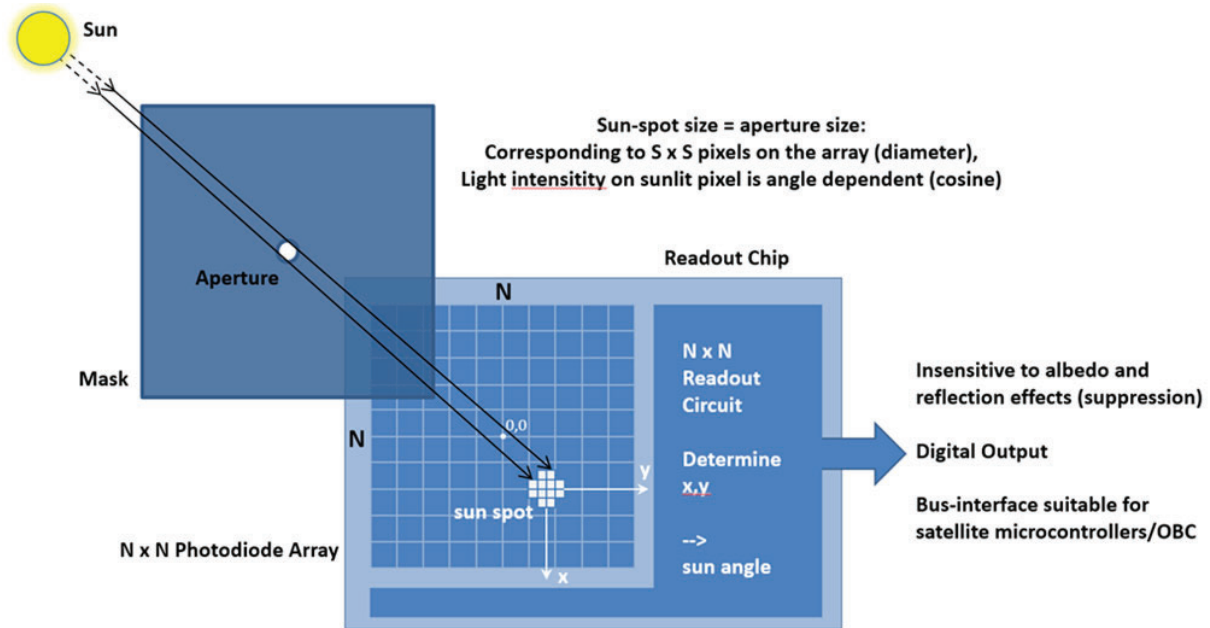 Sun
Sun-spot size = aperture size:
Corresponding to S x S pixels on the array (diameter),
Light intensitity on sunlit pixel is angle dependent (cosine)
Aperture
Mask
Readout Chip
N
N
0,0
y
sun spot
x
N x N Photodiode Array
N x N
Readout
Circuit
Determine
x,y
-->
sun angle
Insensitive to albedo and
reflection effects (suppression)
Digital Output
Bus-interface suitable for
satellite microcontrollers/OBC